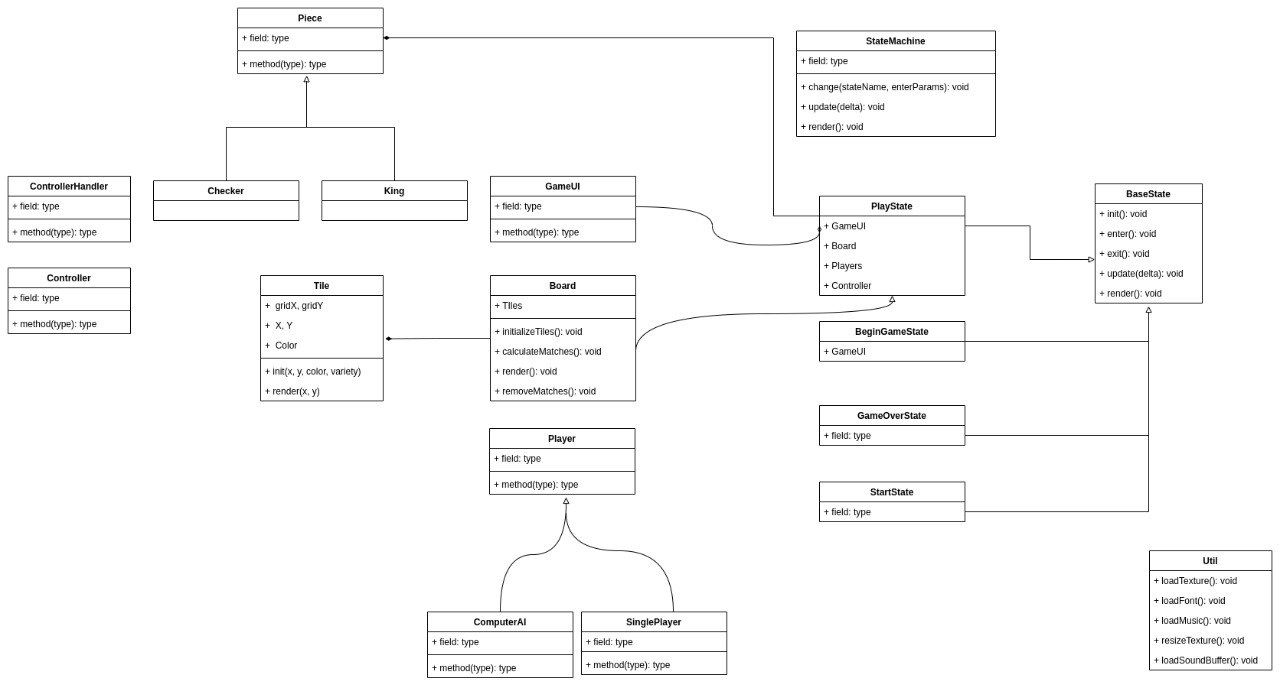 Piece
+ field: type
+ method(type): type
StateMachine
+ field: type
+ change(stateName, enterParams): void
+ update(delta): void
+ render(): void
ControllerHandler
+ field: type
+ method(type): type
Checker
King
GameUI
+ field: type
+ method(type): type
PlayState
+ GameUI
+ Board
+ Players
+ Controller
BaseState
+ init(): void
+ enter(): void
+ exit(): void
+ update(delta): void
+ render(): void
Controller
+ field: type
+ method(type): type
Tile
+ gridX, gridY
+ X, Y
+ Color
+ init(x, y, color, variety)
+ render(x, y)
Board
+ TIles
+ initializeTiles(): void
+ calculateMatches(): void
+ render(): void
+ removeMatches(): void
BeginGameState
+ GameUI
GameOverState
+ field: type
Player
+ field: type
+ method(type): type
StartState
+ field: type
Util
+ loadTexture(): void
+ loadFont(): void
+ loadMusic(): void
+ resizeTexture(): void
+ loadSoundBuffer(): void
ComputerAI
+ field: type
+ method(type): type
SinglePlayer
+ field: type
+ method(type): type